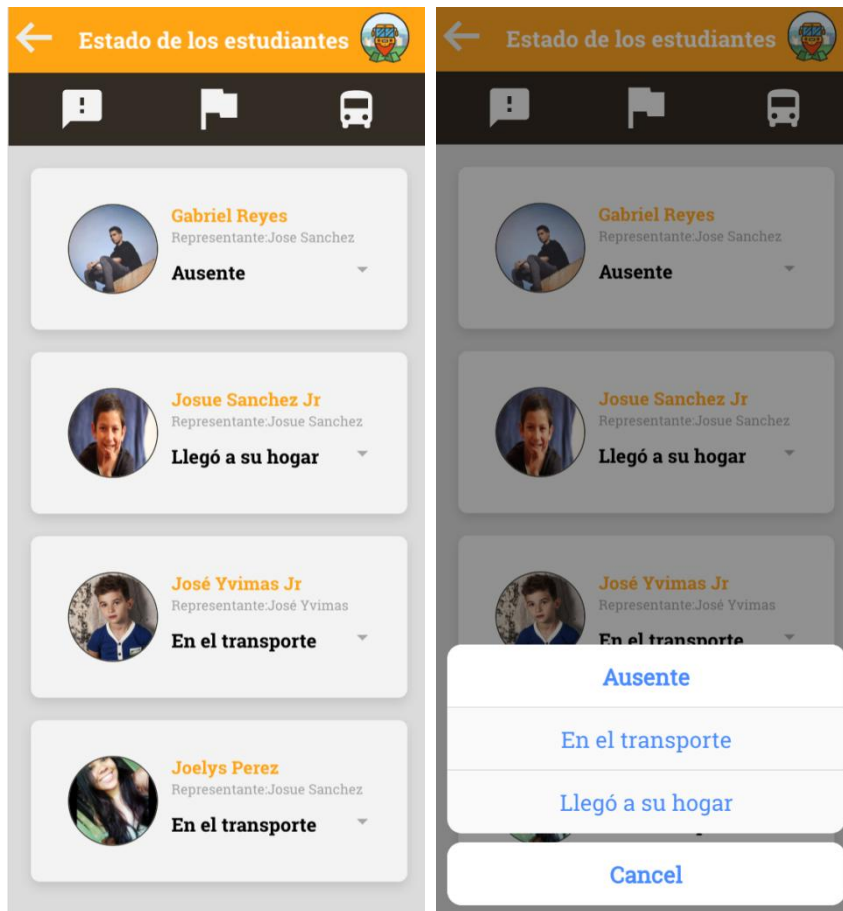 Estado de los estudiantes
Gabriel Reyes
Representante:Jose Sanchez
Ausente
Josue Sanchez Jr
Representante:Josue Sanchez
Llegó a su hogar
José Yvimas Jr
Representante:José Yvimas
En el transporte
Joelys Perez
Representante:Josue Sanchez
En el transporte
Estado de los estudiantes
Gabriel Reyes
Representante:Jose Sanchez
Ausente
Josue Sanchez Jr
Representante:Josue Sanchez
Llegó a su hogar
José Yvimas Jr
Representante:José Yvimas
En el transporte
Ausente
En el transporte
Llegó a su hogar
Cancel